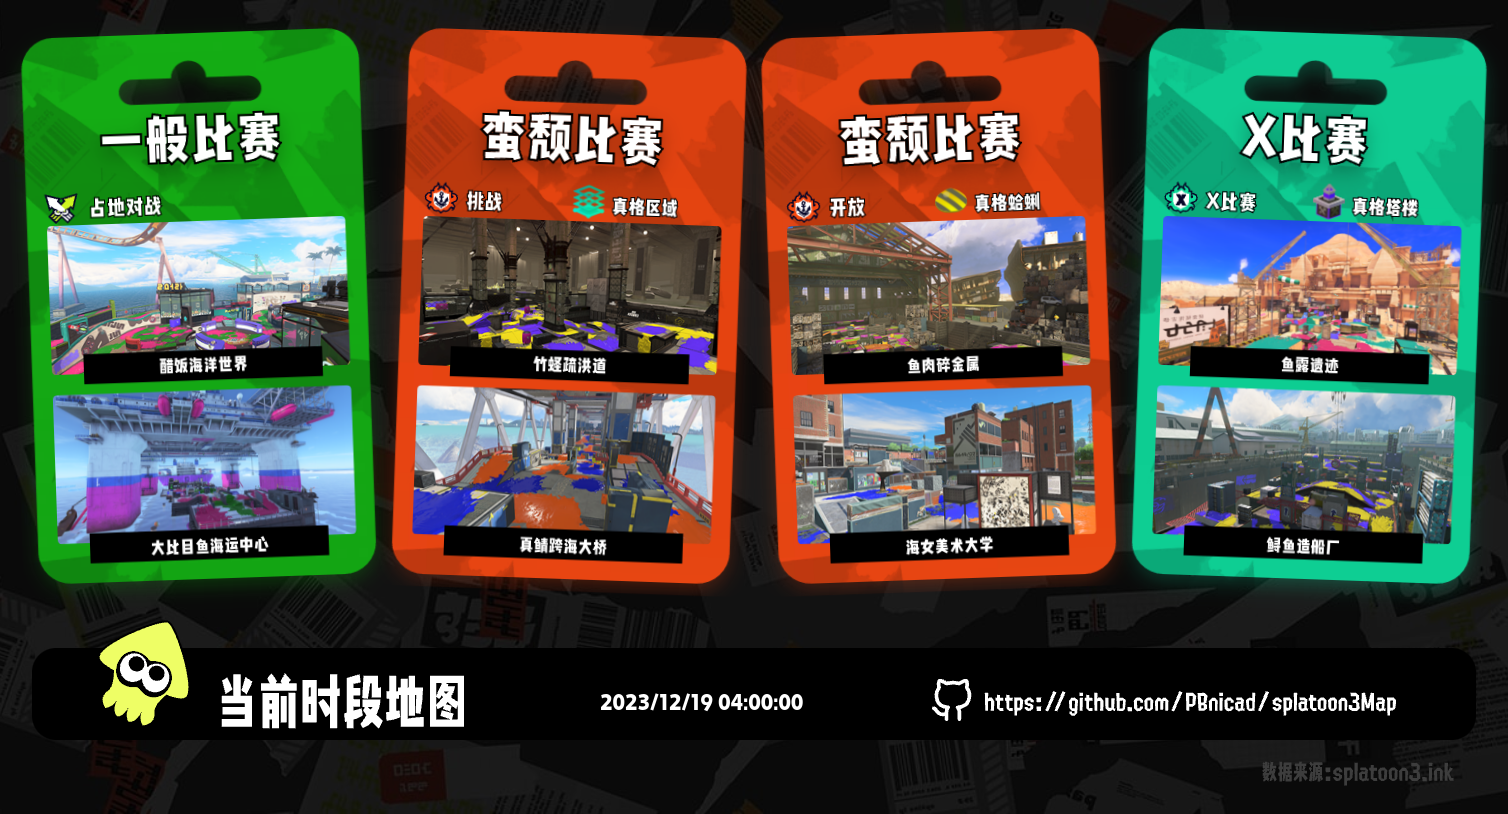 一般比赛
占地对战
醋饭海洋世界
大比目鱼海运中心
蛮颓比赛
挑战
真格区域
竹蛏疏洪道
真鲭跨海大桥
蛮颓比赛
开放
真格蛤蜊
鱼肉碎金属
海女美术大学
X比赛
X比赛
真格塔楼
鱼露遗迹
鲟鱼造船厂
当前时段地图
2023/12/19 04:00:00
https://github.com/PBnicad/splatoon3Map
数据来源:splatoon3.ink